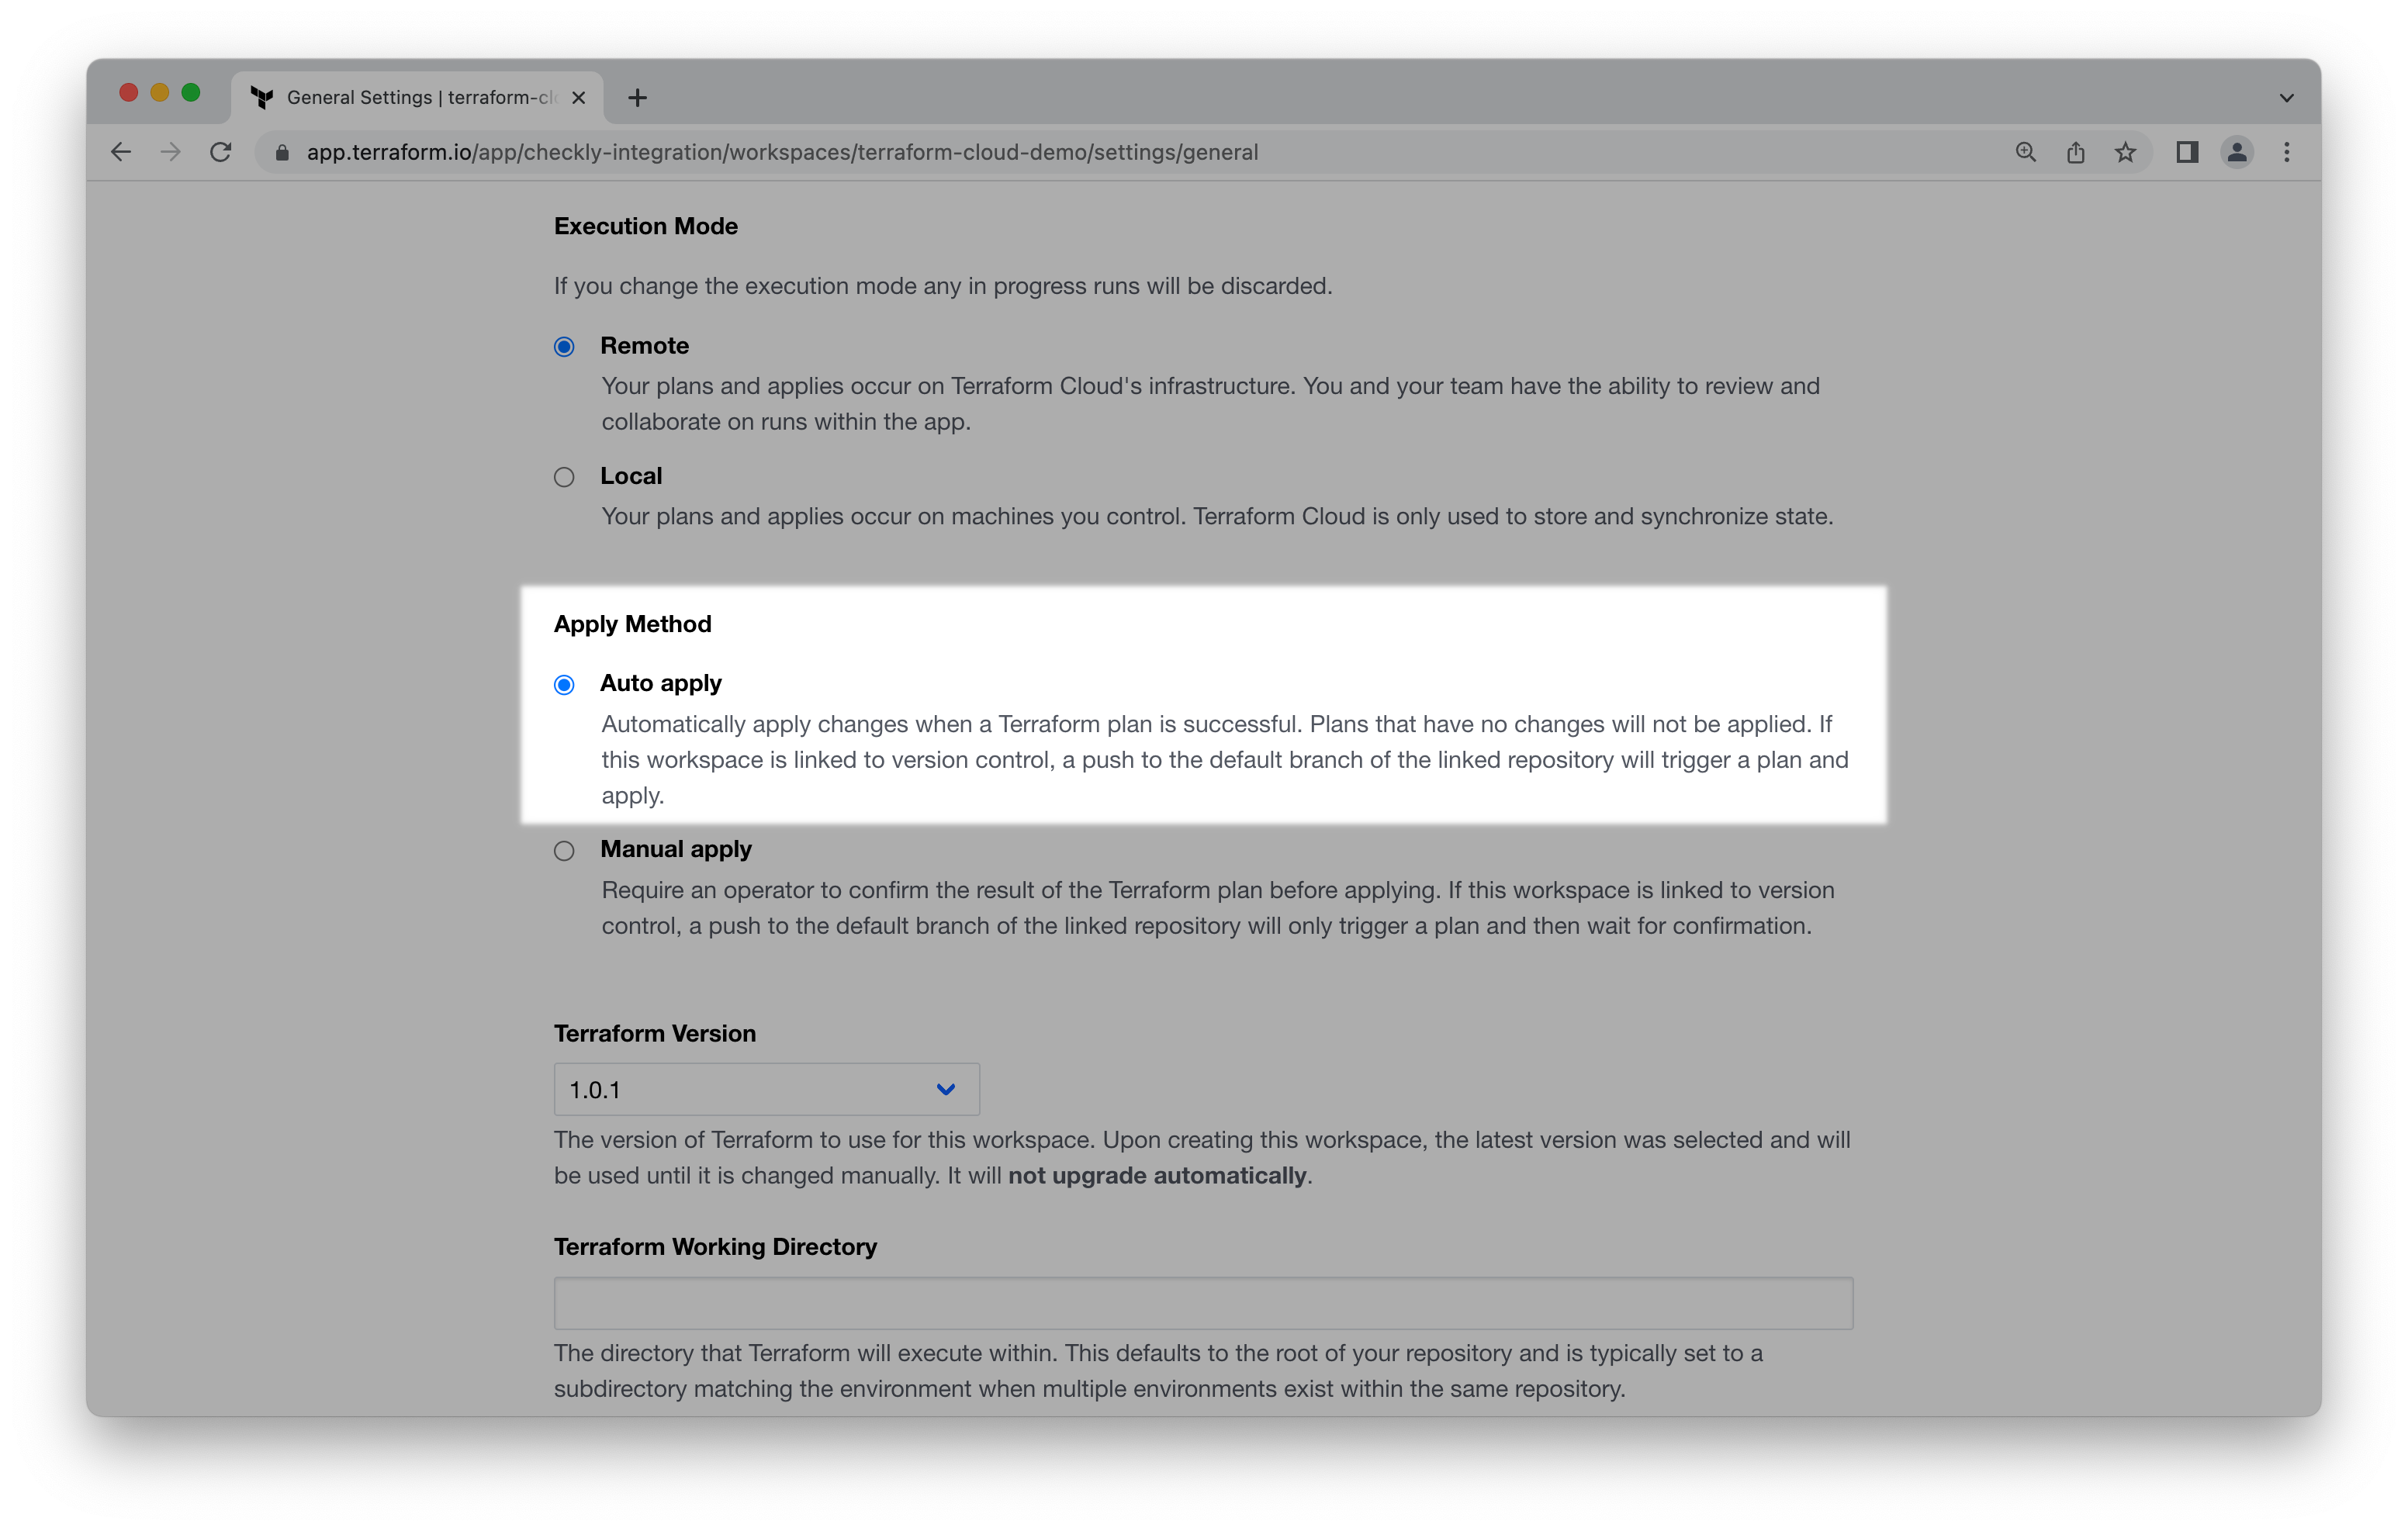 General Settings | terraform-clo
app.terraform.io/app/checkly-integration/workspaces/terraform-cloud-demo/settings/general
Execution Mode
If you change the execution mode any in progress runs will be discarded.
Remote
Your plans and applies occur on Terraform Cloud's infrastructure. You and your team have the ability to review and
collaborate on runs within the app.
Local
Your plans and applies occur on machines you control. Terraform Cloud is only used to store and synchronize state.
Apply Method
Auto apply
Automatically apply changes when a Terraform plan is successful. Plans that have no changes will not be applied. If
this workspace is linked to version control, a push to the default branch of the linked repository will trigger a plan and
apply.
Manual apply
Require an operator to confirm the result of the Terraform plan before applying. If this workspace is linked to version
control, a push to the default branch of the linked repository will only trigger a plan and then wait for confirmation.
Terraform Version
1.0.1
The version of Terraform to use for this workspace. Upon creating this workspace, the latest version was selected and will
be used until it is changed manually. It will not upgrade automatically.
Terraform Working Directory
The directory that Terraform will execute within. This defaults to the root of your repository and is typically set to a
subdirectory matching the environment when multiple environments exist within the same repository.